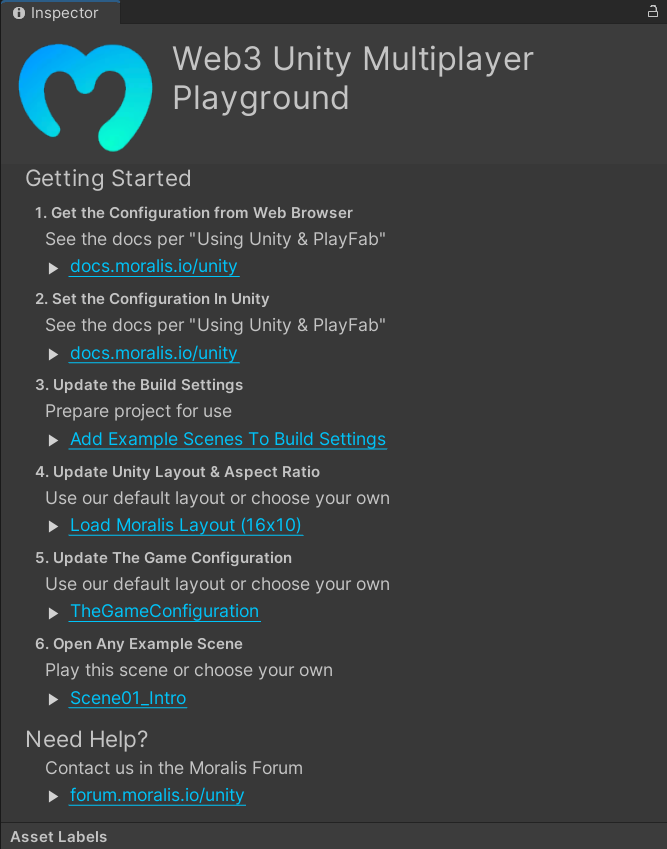 Inspector
Web3 Unity Multiplayer
Playground
Getting Started
1. Get the Configuration from Web Browser
See the docs per "Using Unity & PlayFab"
docs.moralis.io/unity
2. Set the Configuration In Unity
See the docs per "Using Unity & PlayFab"
docs.moralis.io/unity
3. Update the Build Settings
Prepare project for use
Add Example Scenes To Build Settings
4. Update Unity Layout & Aspect Ratio
Use our default layout or choose your own
Load Moralis Layout (16x10)
5. Update The Game Configuration
Use our default layout or choose your own
TheGameConfiguration
6. Open Any Example Scene
Play this scene or choose your own
Scene01_Intro
Need Help?
Contact us in the Moralis Forum
forum.moralis.io/unity
Asset Labels